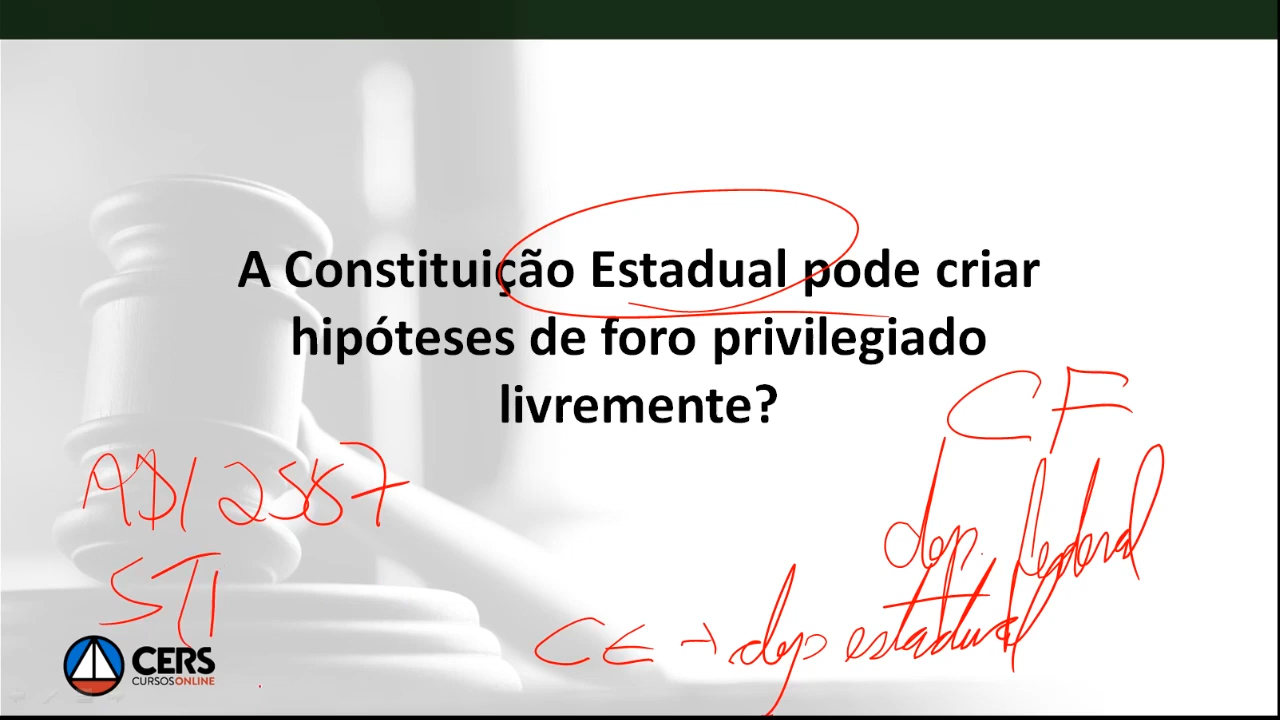 A Constituição Estadual pode criar
hipóteses de foro privilegiado
livremente?
CF
dep. federal
ADI 2587
CE → dep estadual
CERS
CURSOS ONLINE